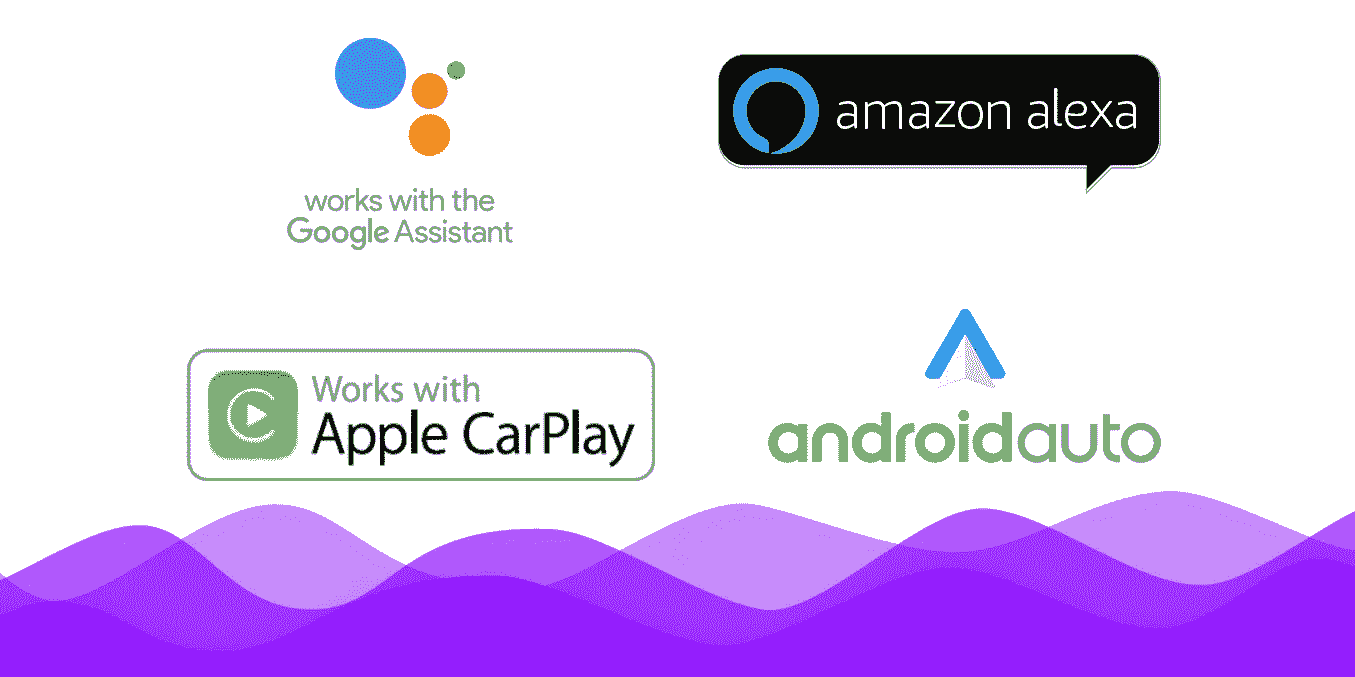 works with the
Google Assistant
amazon alexa
Works with
Apple CarPlay
androidauto